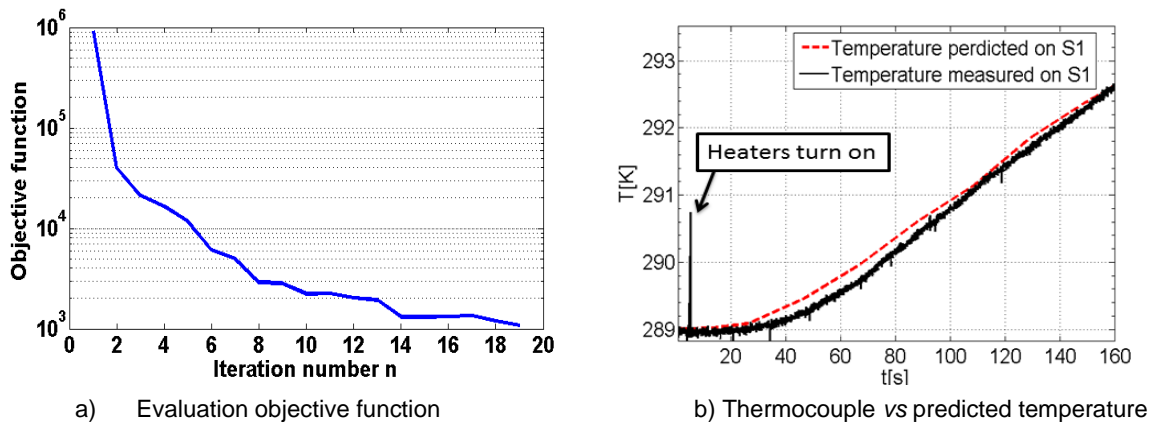 10^6
10^5
10^4
10^3
Objective function
0 2 4 6 8 10 12 14 16 18 20
Iteration number n
a) Evaluation objective function
293
292
291
290
289
T[K]
Temperature perdicted on S1
Temperature measured on S1
Heaters turn on
20 40 60 80 100 120 140 160
t[s]
b) Thermocouple vs predicted temperature